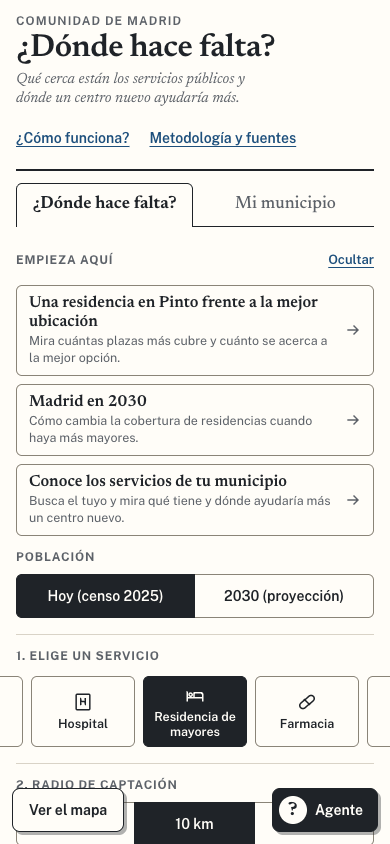 COMUNIDAD DE MADRID
¿Dónde hace falta?
Qué cerca están los servicios públicos y
dónde un centro nuevo ayudaría más.
¿Cómo funciona? Metodología y fuentes
¿Dónde hace falta? Mi municipio
EMPIEZA AQUÍ Ocultar
Una residencia en Pinto frente a la mejor
ubicación
Mira cuántas plazas más cubre y cuánto se acerca a
la mejor opción.
→
Madrid en 2030
Cómo cambia la cobertura de residencias cuando
haya más mayores.
→
Conoce los servicios de tu municipio
Busca el tuyo y mira qué tiene y dónde ayudaría más
un centro nuevo.
→
POBLACIÓN
Hoy (censo 2025) 2030 (proyección)
1. ELIGE UN SERVICIO
H
Hospital
Residencia de
mayores
Farmacia
2. RADIO DE CAPTACIÓN
Ver el mapa
10 km
? Agente